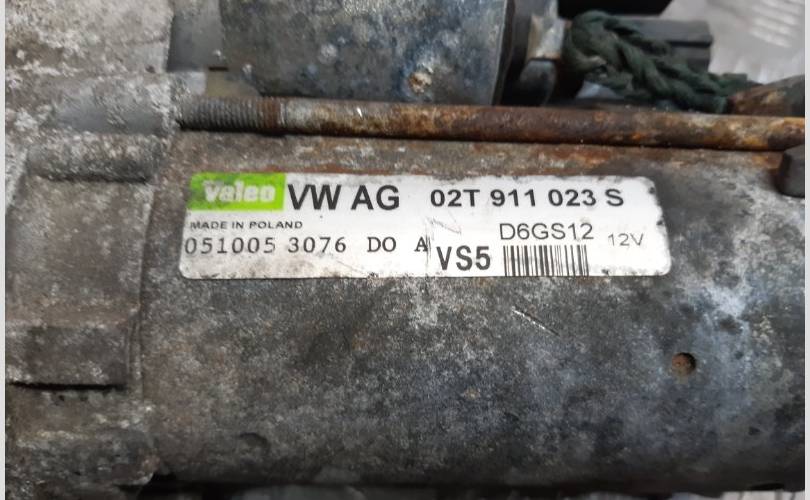 Valeo VW AG 02T 911 023 S
MADE IN POLAND
D6GS12 12V
051005 3076 DO A VS5